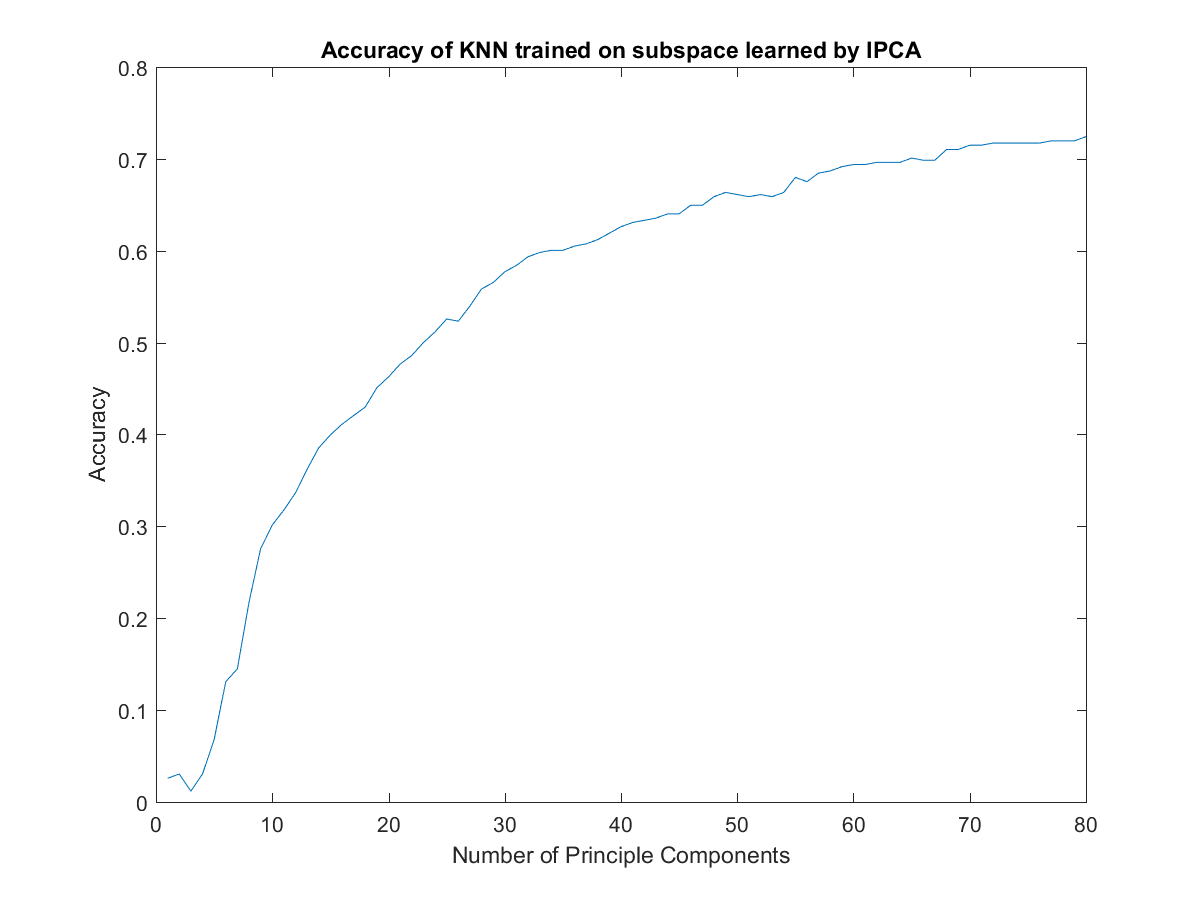 Accuracy of KNN trained on subspace learned by IPCA
0.8
0.7
0.6
0.5
0.4
0.3
0.2
0.1
0
Accuracy
0 10 20 30 40 50 60 70 80
Number of Principle Components